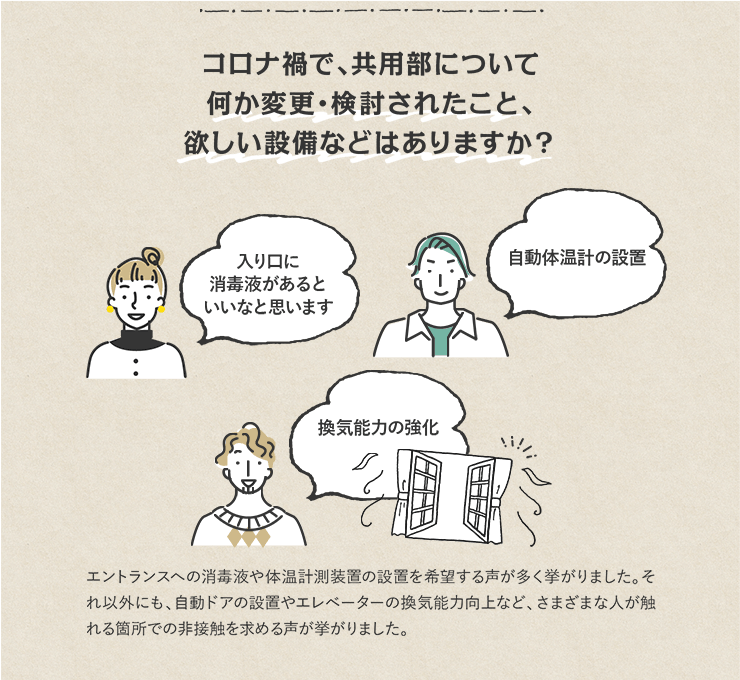 コロナ禍で、共用部について
何か変更・検討されたこと、
欲しい設備などはありますか？
入り口に
消毒液があると
いいなと思います
自動体温計の設置
換気能力の強化
エントランスへの消毒液や体温計測装置の設置を希望する声が多く挙がりました。そ
れ以外にも、自動ドアの設置やエレベーターの換気能力向上など、さまざまな人が触
れる箇所での非接触を求める声が挙がりました。